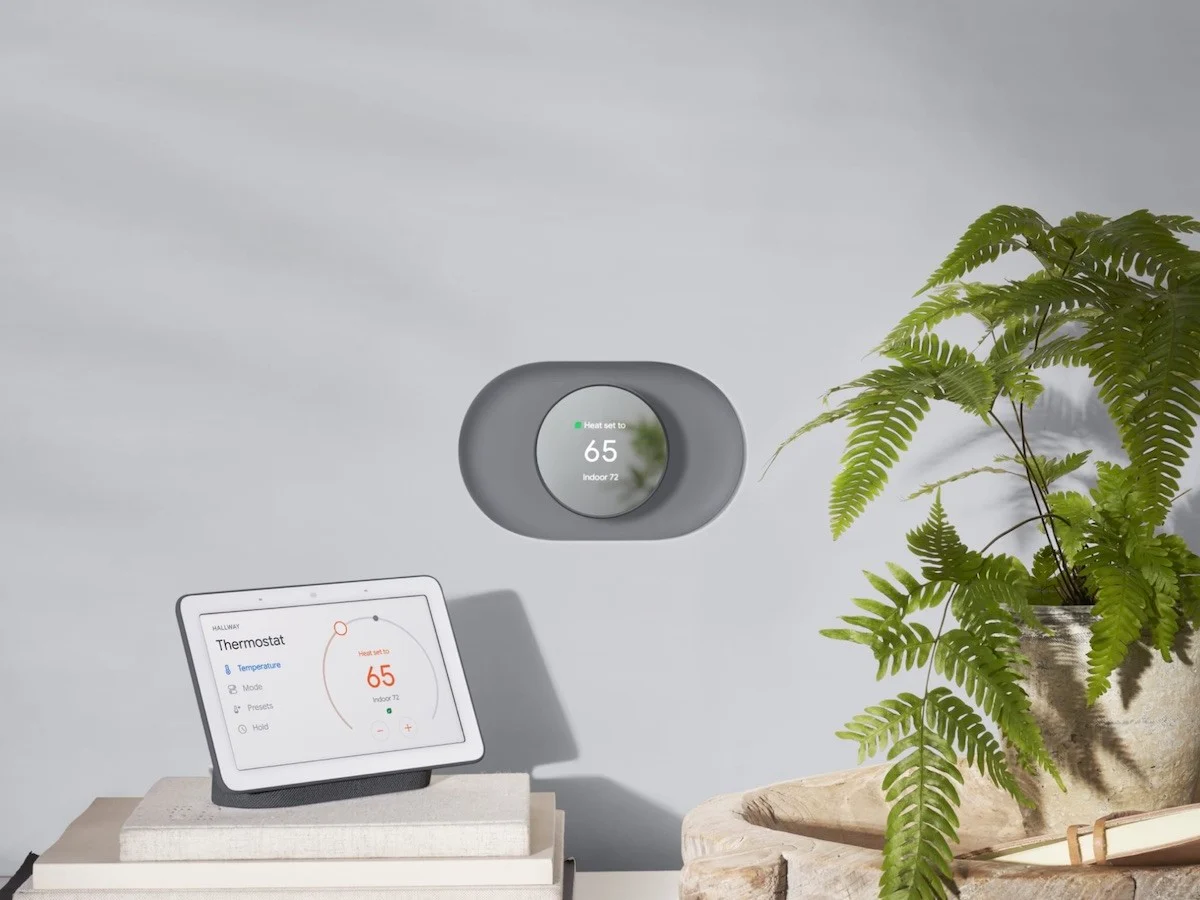 Heat set to
65
Indoor 72
HALLWAY
Thermostat
Temperature
Mode
Presets
Hold
Heat set to
65
Indoor 72
− +